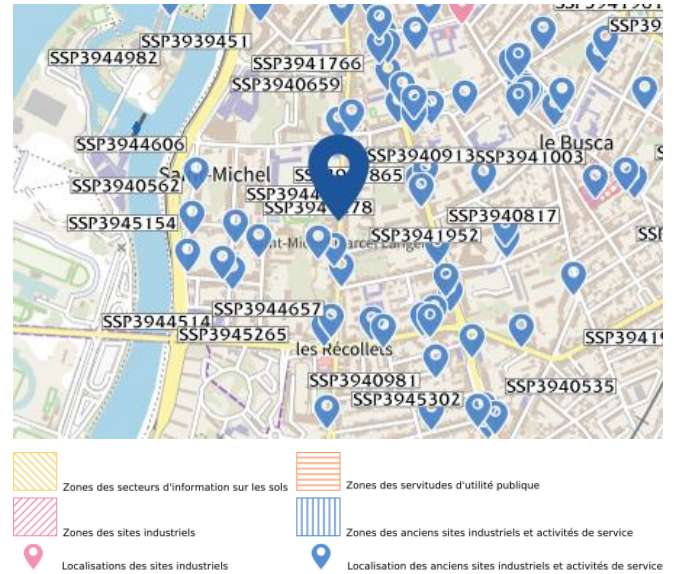 SSP3939451
SSP3944982
SSP3941766
SSP3940659
SSP3944606
le Busca
SSP3940913
SSP3941003
SSP3940562
SSP3945154
SSP3940817
SSP3941952
SSP3944657
SSP3944514
SSP3945265
les Récollets
SSP3940981
SSP3940535
SSP3945302
Zones des secteurs d'information sur les sols
Zones des servitudes d'utilité publique
Zones des sites industriels
Zones des anciens sites industriels et activités de service
Localisations des sites industriels
Localisation des anciens sites industriels et activités de service